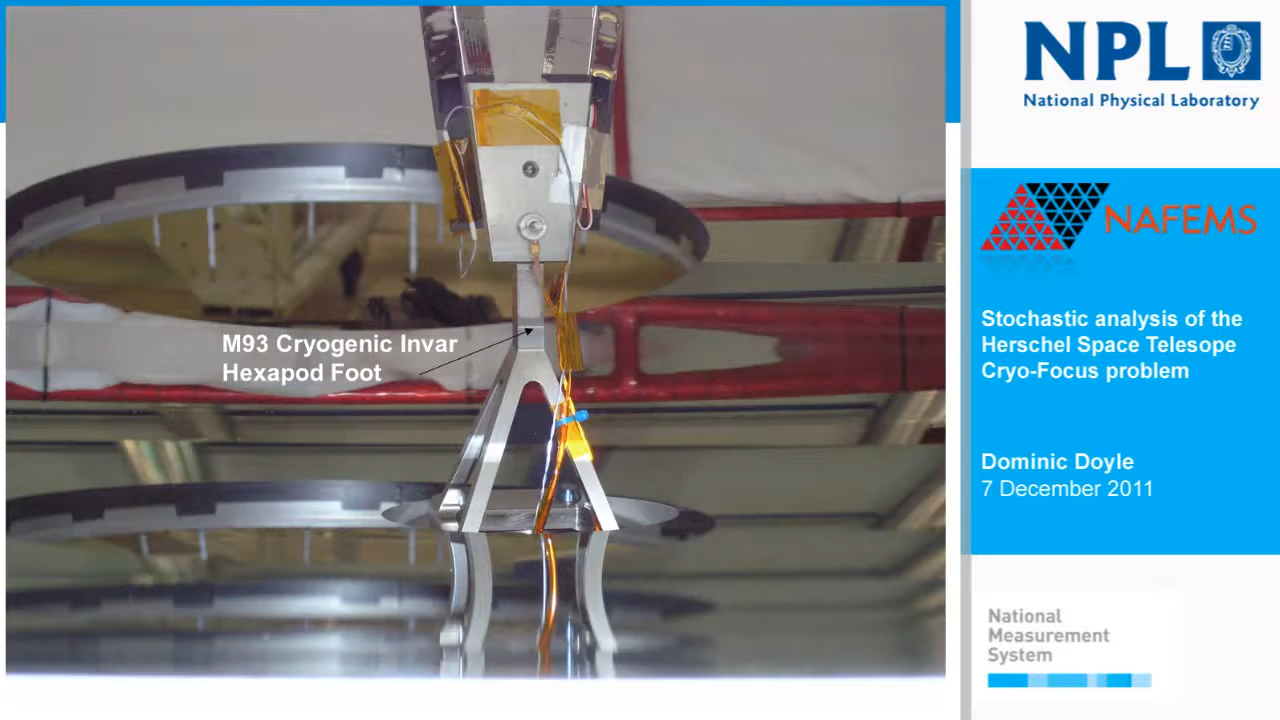 M93 Cryogenic Invar
Hexapod Foot
NPL
National Physical Laboratory
NAFEMS
Stochastic analysis of the
Herschel Space Telesope
Cryo-Focus problem
Dominic Doyle
7 December 2011
National
Measurement
System